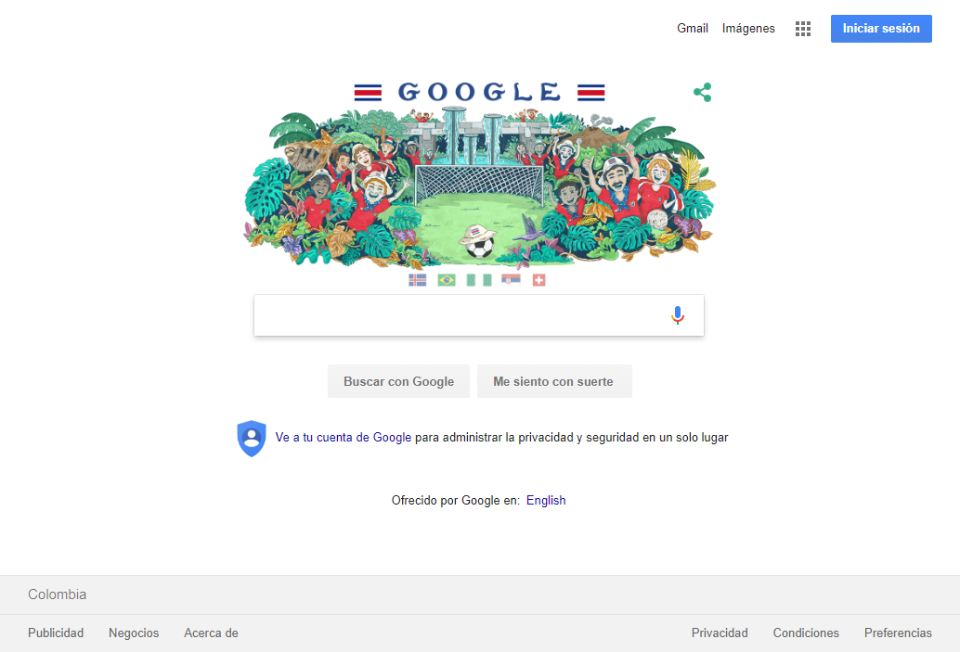 Gmail Imágenes Iniciar sesión
GOOGLE
Buscar con Google Me siento con suerte
Ve a tu cuenta de Google para administrar la privacidad y seguridad en un solo lugar
Ofrecido por Google en: English
Colombia
Publicidad Negocios Acerca de Privacidad Condiciones Preferencias